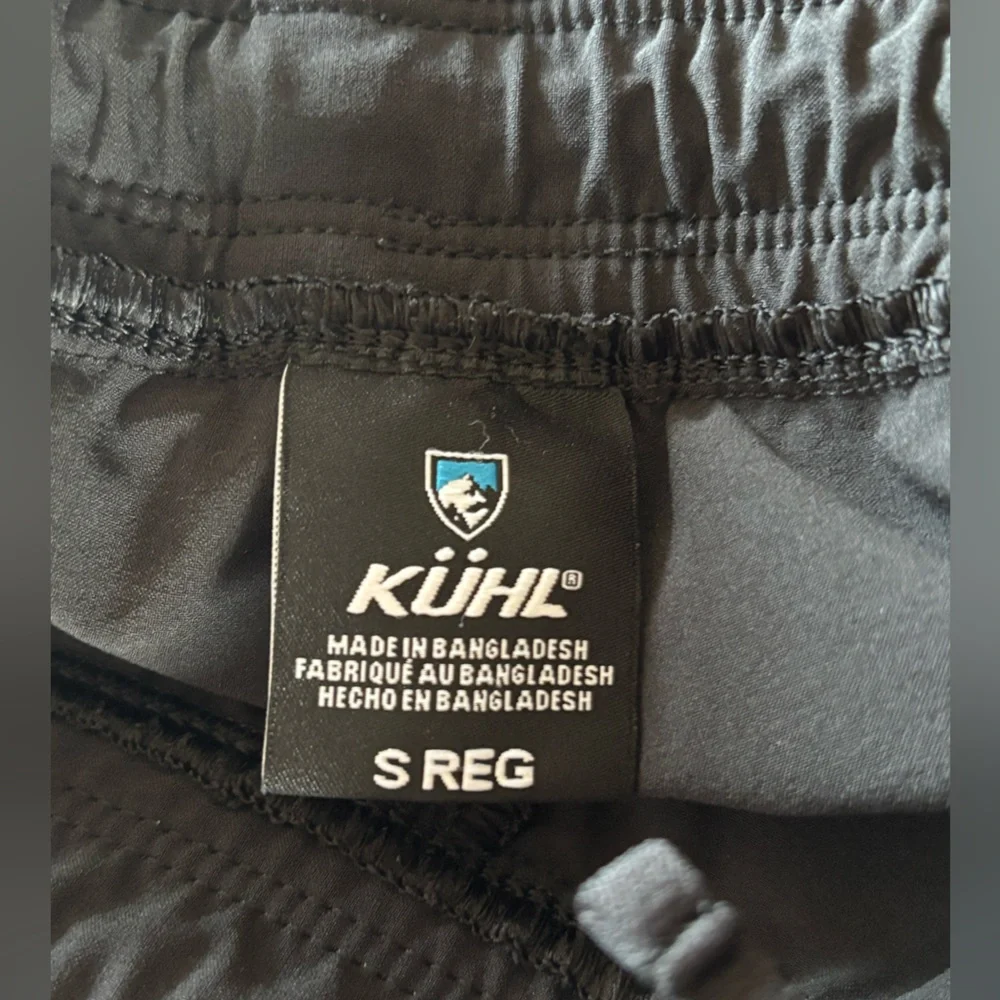 KÜHL®
MADE IN BANGLADESH
FABRIQUÉ AU BANGLADESH
HECHO EN BANGLADESH
S REG